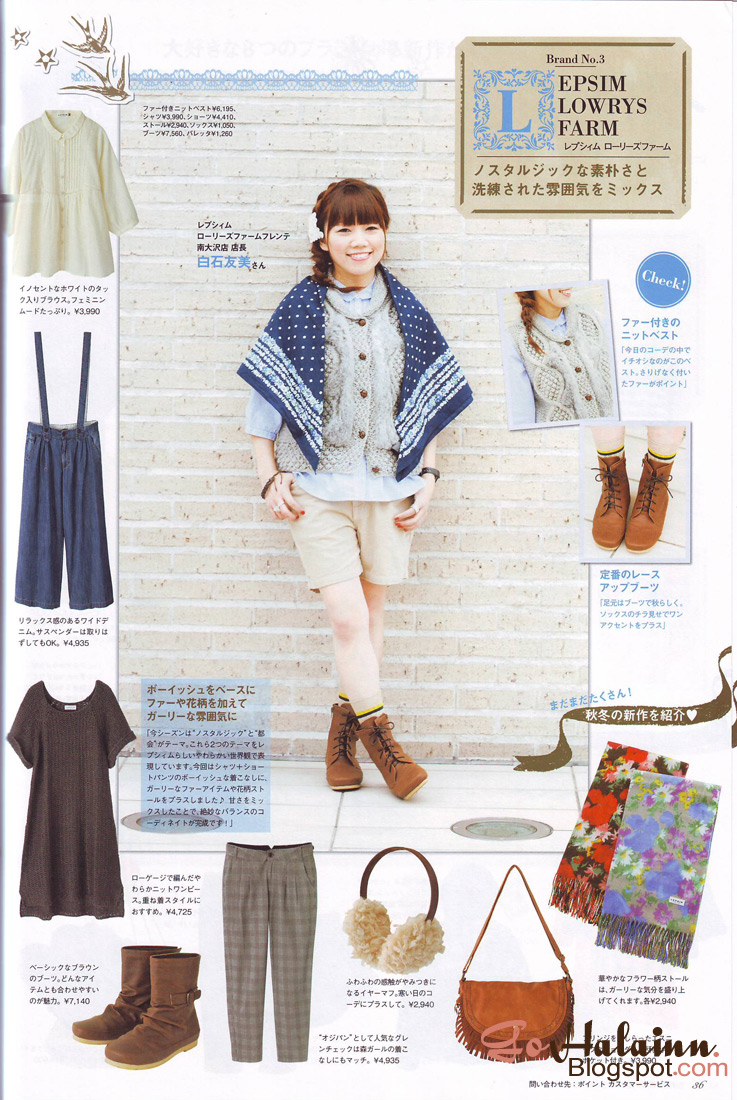 Brand No.3
LEPSIM
LOWRYS
FARM
レプシィム ローリーズファーム
ノスタルジックな素朴さと
洗練された雰囲気をミックス
ファー付きニットベスト¥6,195、
シャツ¥3,990、ショーツ¥4,410、
ストール¥2,940、ソックス¥1,050、
ブーツ¥7,560、バレッタ¥1,260
レプシィム
ローリーズファームフレンテ
南大沢店 店長
白石友美さん
イノセントなホワイトのタッ
ク入りブラウス。フェミニン
ムードたっぷり。¥3,990
Check!
ファー付きの
ニットベスト
「今日のコーデの中で
イチオシなのがこのベ
スト。さりげなく付い
たファーがポイント」
定番のレース
アップブーツ
「足元はブーツで秋らしく。
ソックスのチラ見せでワン
アクセントをプラス」
リラックス感のあるワイドデ
ニム。サスペンダーは取りは
ずしてもOK。¥4,935
ボーイッシュをベースに
ファーや花柄を加えて
ガーリーな雰囲気に
「今シーズンは“ノスタルジック”と“都
会”がテーマ。これら2つのテーマをレ
プシィムらしいやわらかい世界観で表
現しています。今回はシャツ+ショー
トパンツのボーイッシュな着こなしに、
ガーリーなファーアイテムや花柄ス
トールをプラスしました♪ 甘さをミッ
クスしたことで、絶妙なバランスのコ
ーディネイトが完成です!」
まだまだたくさん!
秋冬の新作を紹介♥
ローゲージで編んだや
わらかニットワンピー
ス。重ね着スタイルに
おすすめ。¥4,725
ベーシックなブラウン
のブーツ。どんなアイ
テムとも合わせやすい
のが魅力。¥7,140
ふわふわの感触がやみつきに
なるイヤーマフ。寒い日のコ
ーデにプラスして。¥2,940
“オジパン”として人気なグレ
ンチェックは森ガールの着こ
なしにもマッチ。¥4,935
華やかなフラワー柄ストール
は、ガーリーな気分を盛り上
げてくれます。各¥2,940
ポケット付き。¥3,990
Go Halainn.
Blogspot.com
問い合わせ先:ポイント カスタマーサービス
36